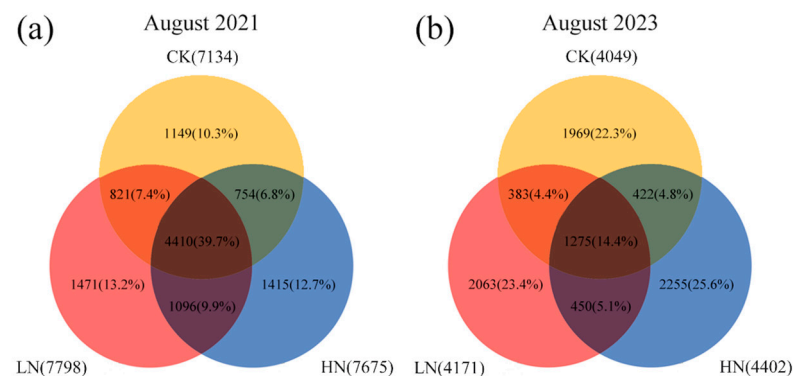 (a)
August 2021
CK(7134)
1149(10.3%)
821(7.4%)
754(6.8%)
4410(39.7%)
1471(13.2%)
1415(12.7%)
1096(9.9%)
LN(7798)
HN(7675)
(b)
August 2023
CK(4049)
1969(22.3%)
383(4.4%)
422(4.8%)
1275(14.4%)
2063(23.4%)
2255(25.6%)
450(5.1%)
LN(4171)
HN(4402)